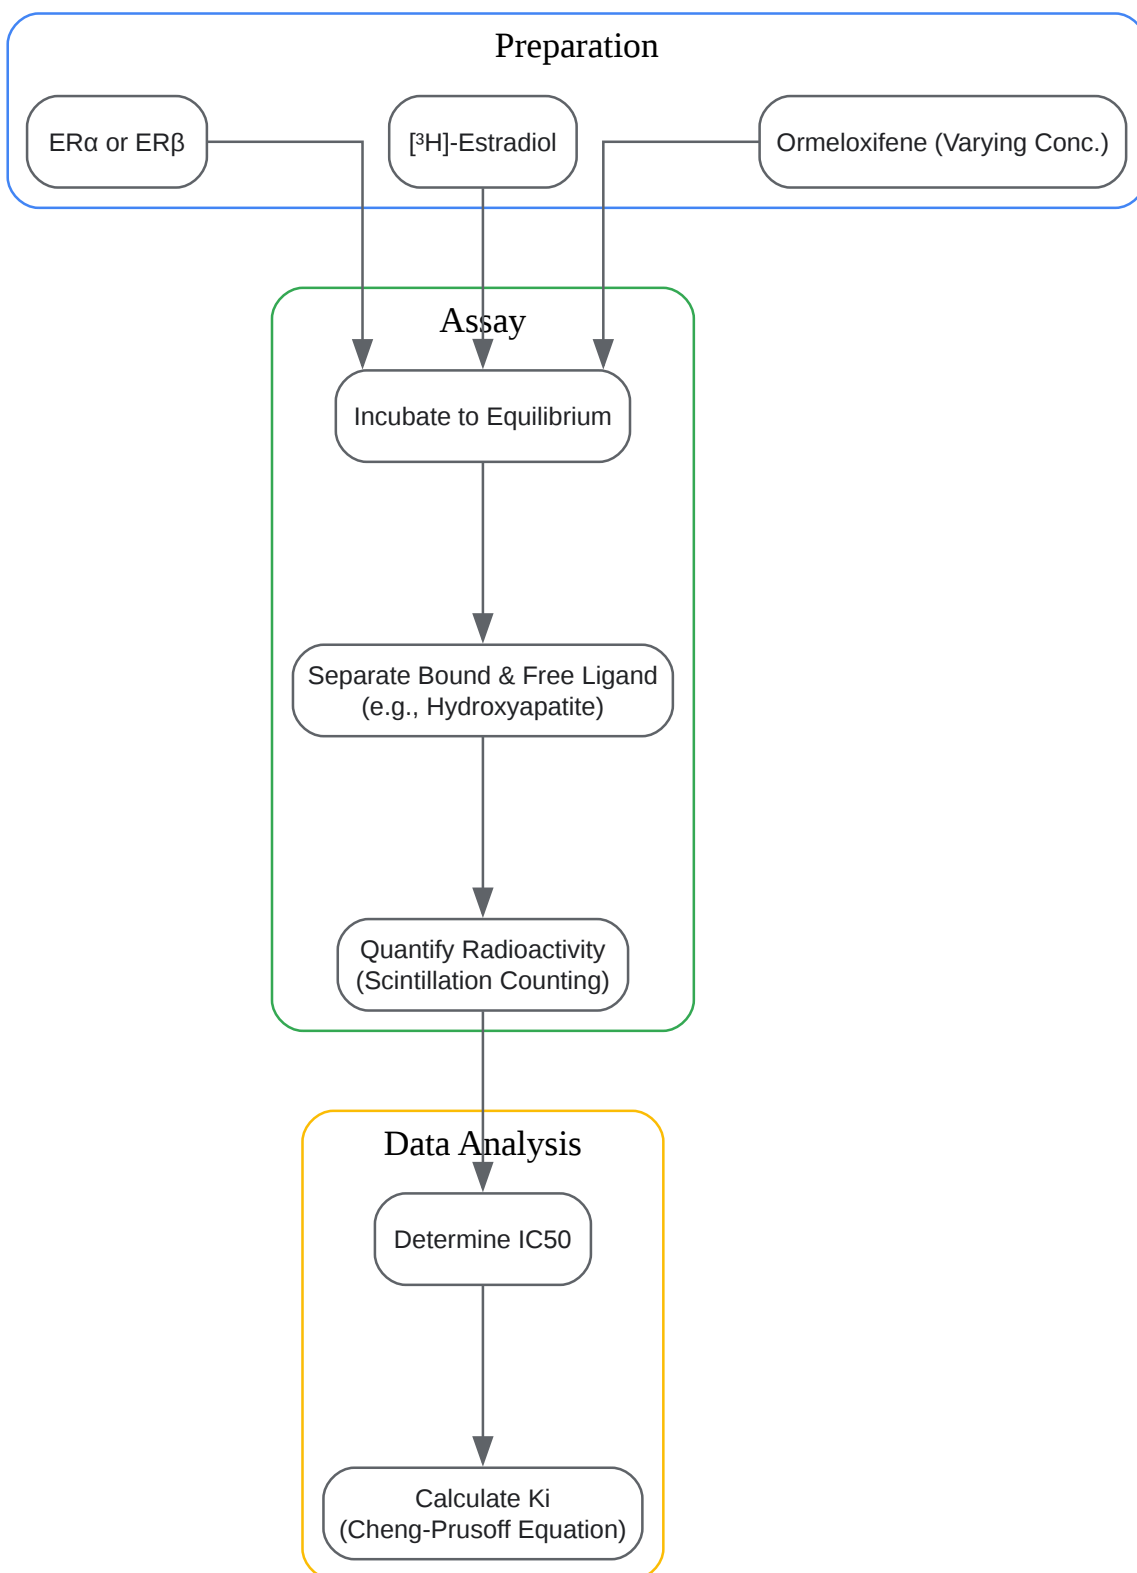 Preparation
ERα or ERβ
[³H]-Estradiol
Ormeloxifene (Varying Conc.)
Assay
Incubate to Equilibrium
Separate Bound & Free Ligand
(e.g., Hydroxyapatite)
Quantify Radioactivity
(Scintillation Counting)
Data Analysis
Determine IC50
Calculate Ki
(Cheng-Prusoff Equation)